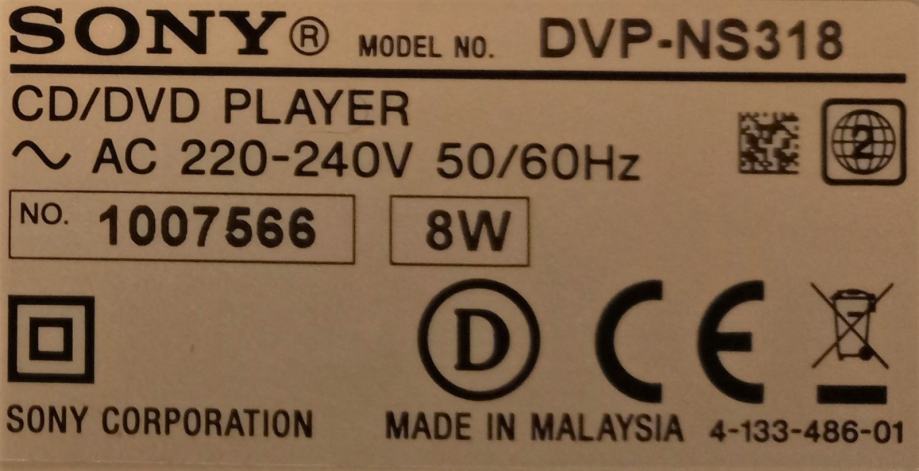 SONY® MODEL NO. DVP-NS318
CD/DVD PLAYER
~ AC 220-240V 50/60Hz
2
NO. 1007566 8W
D CE
SONY CORPORATION MADE IN MALAYSIA 4-133-486-01